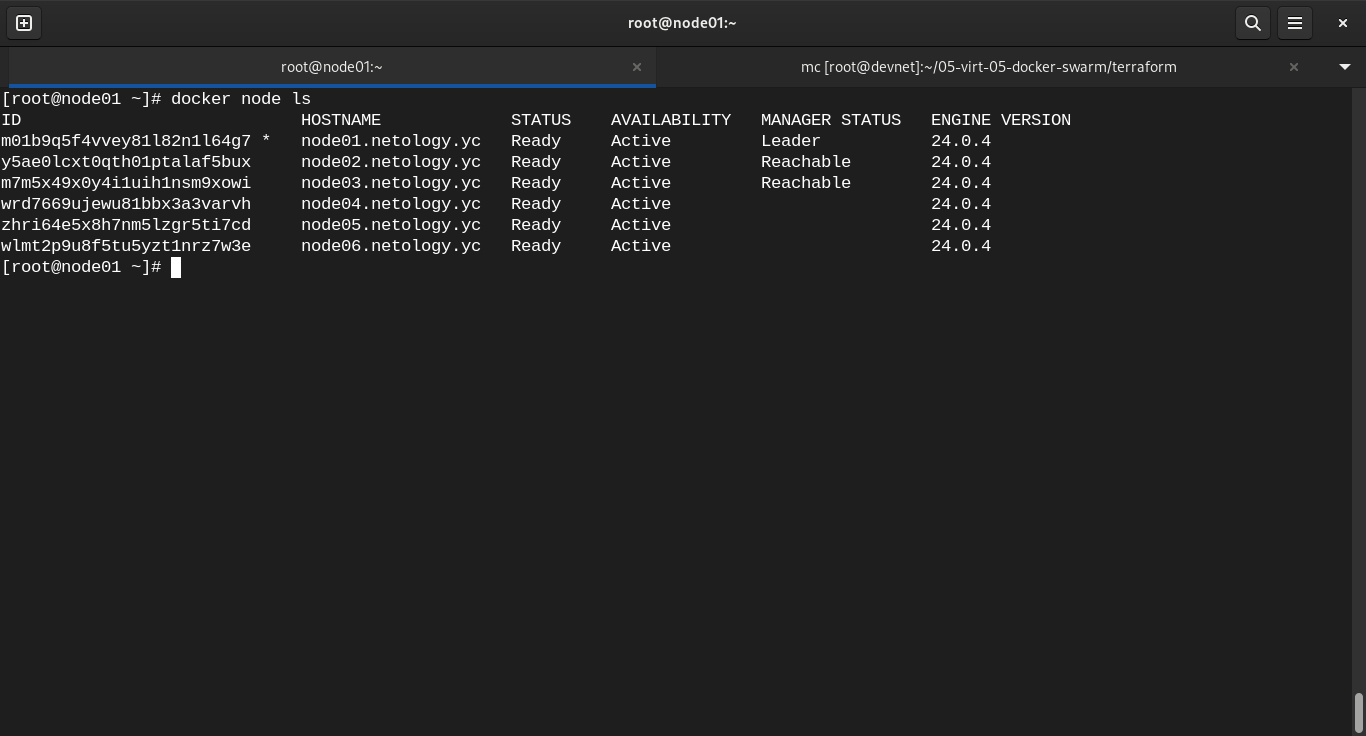 root@node01:~
root@node01:~
mc [root@devnet]:~/05-virt-05-docker-swarm/terraform
[root@node01 ~]# docker node ls
ID                            HOSTNAME             STATUS    AVAILABILITY   MANAGER STATUS   ENGINE VERSION
m01b9q5f4vvey81l82n1l64g7 *   node01.netology.yc   Ready     Active         Leader           24.0.4
y5ae0lcxt0qth01ptalaf5bux     node02.netology.yc   Ready     Active         Reachable        24.0.4
m7m5x49x0y4i1uih1nsm9xowi     node03.netology.yc   Ready     Active         Reachable        24.0.4
wrd7669ujewu81bbx3a3varvh     node04.netology.yc   Ready     Active                          24.0.4
zhri64e5x8h7nm5lzgr5ti7cd     node05.netology.yc   Ready     Active                          24.0.4
wlmt2p9u8f5tu5yzt1nrz7w3e     node06.netology.yc   Ready     Active                          24.0.4
[root@node01 ~]#